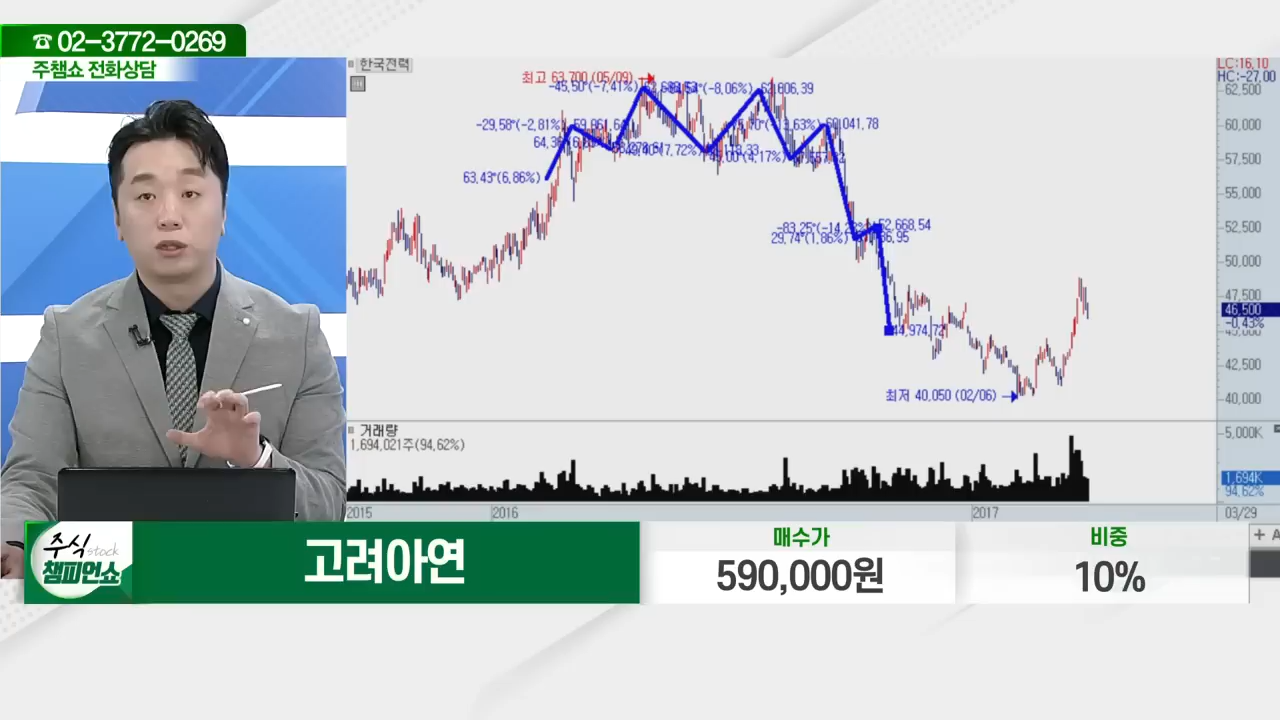 ☎ 02-3772-0269
주챔쇼 전화상담
한국전력
LC:16,10
HC:-27,00
최고 63,700 (05/09)
-45,50°(-7,41%)
(-8,06%)
62,606,39
-29,58°(-2,81%)
59,861,64
60,041,78
63,43°(6,86%)
-83,25°(-14,
52,668,54
29,74°(1,86%)
44,974,72
최저 40,050 (02/06)
62,500
60,000
57,500
55,000
52,500
50,000
47,500
46,500
-0,43%
45,000
42,500
40,000
거래량
1,694,021주(94,62%)
5,000K
1,694K
94,62%
2015
2016
2017
03/29
주식 stock
챔피언쇼
고려아연
매수가
590,000원
비중
10%
+ A